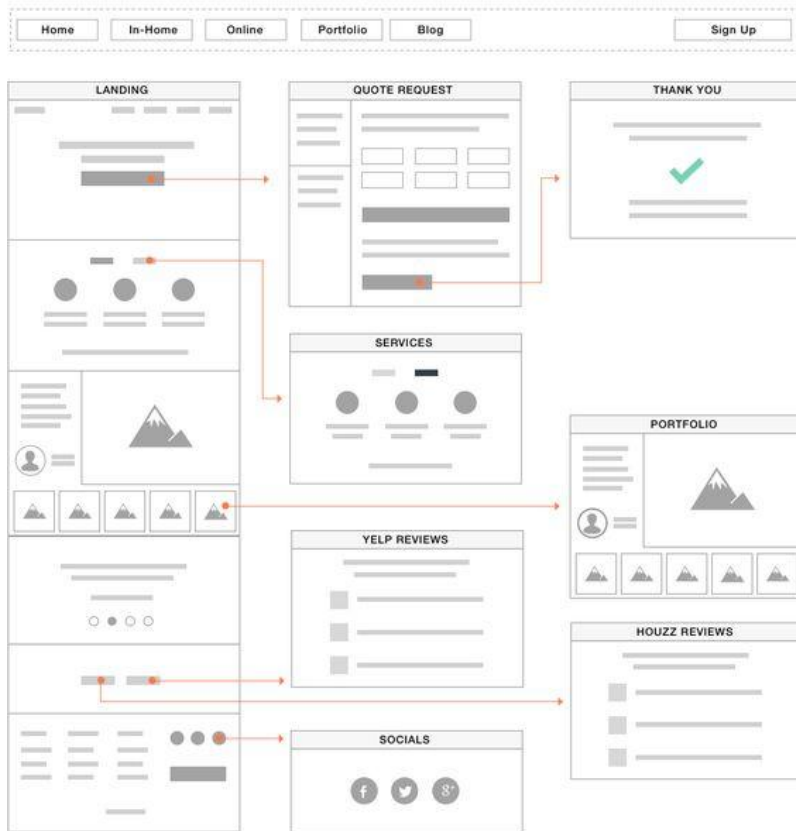 Home In-Home Online Portfolio Blog Sign Up
LANDING
QUOTE REQUEST
THANK YOU
SERVICES
PORTFOLIO
YELP REVIEWS
HOUZZ REVIEWS
SOCIALS
f 8+